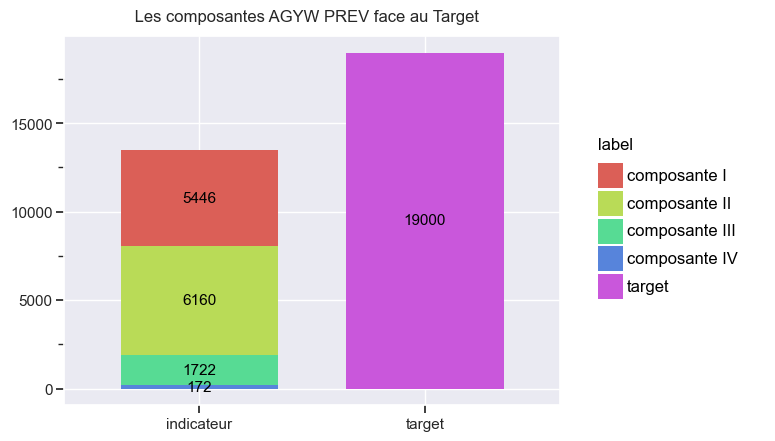 Les composantes AGYW PREV face au Target
15000
10000
5000
0
5446
6160
1722
172
19000
indicateur
target
label
composante I
composante II
composante III
composante IV
target